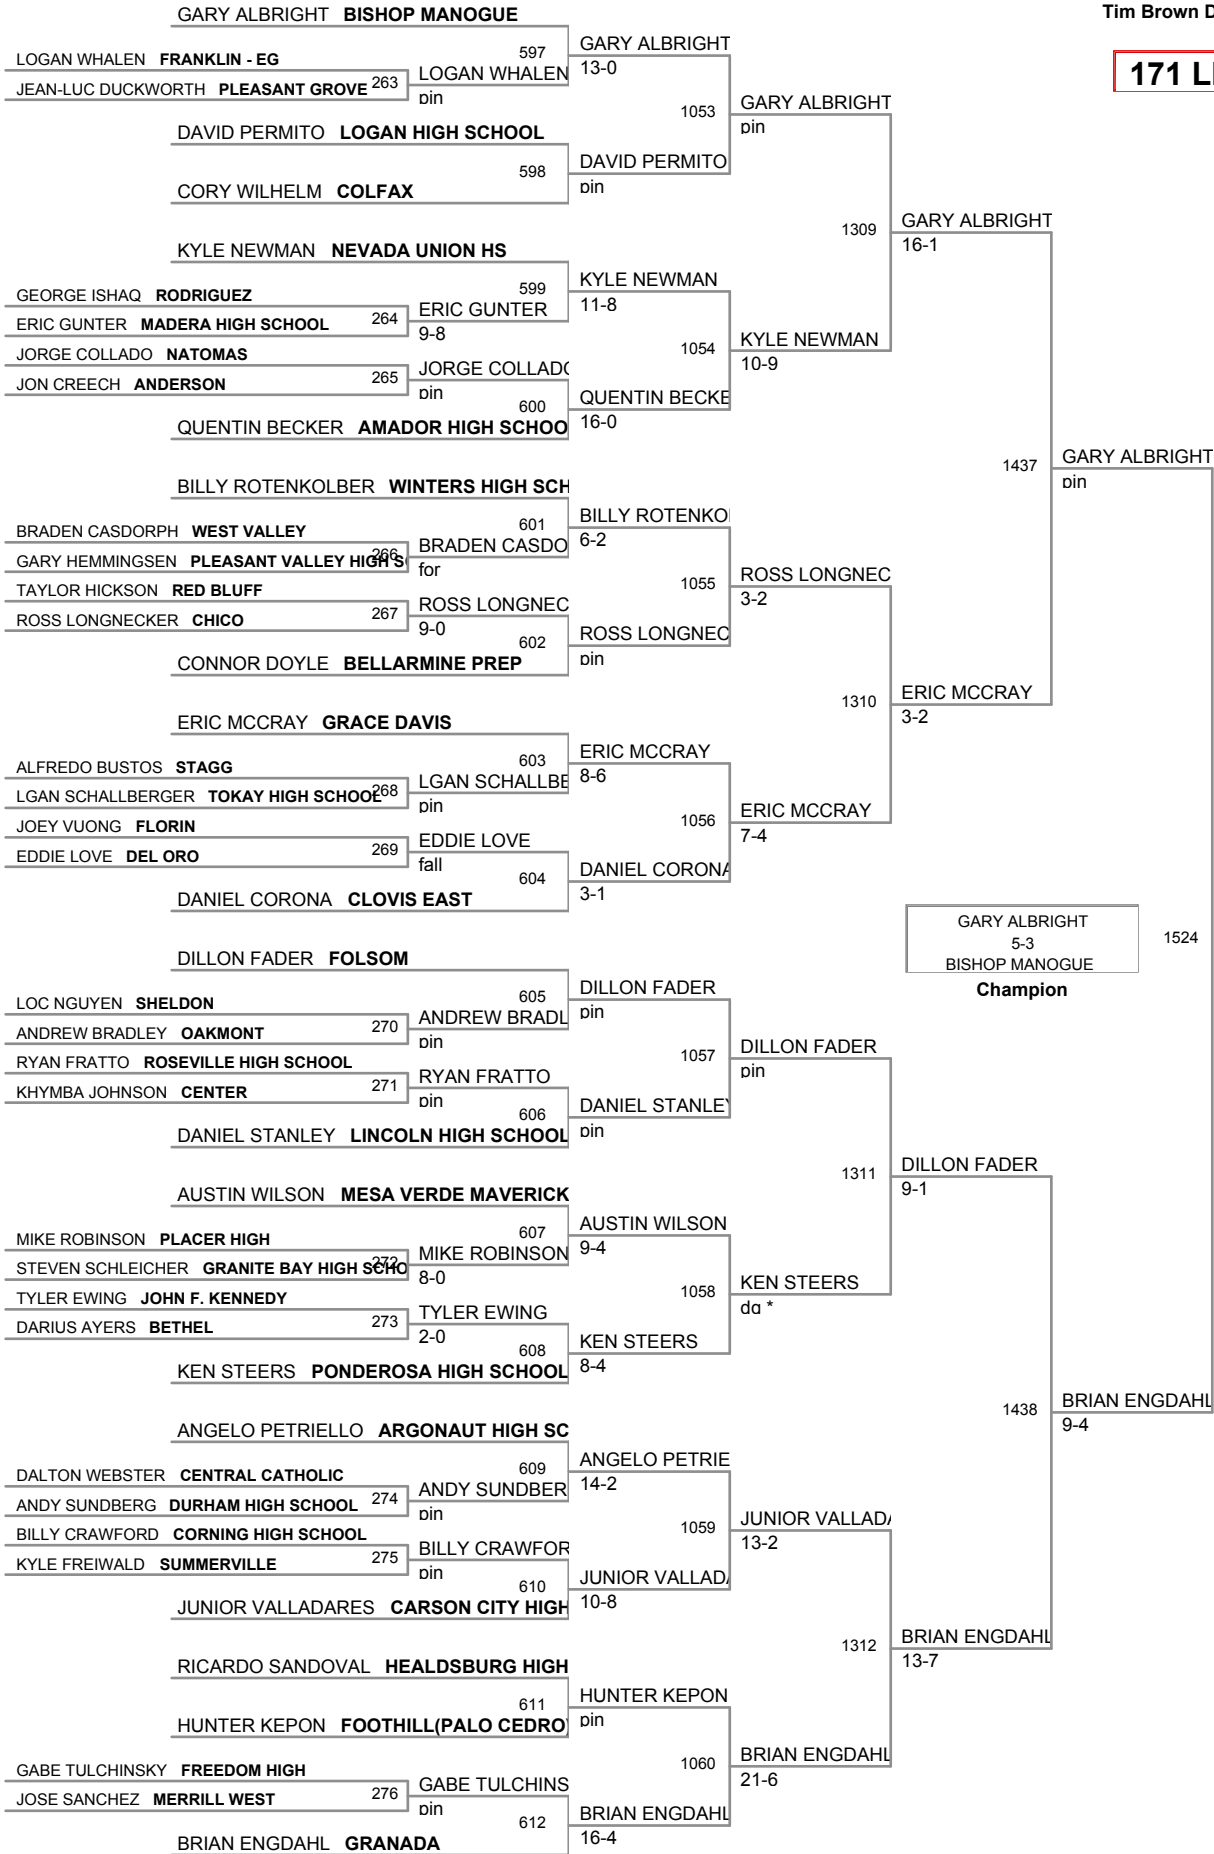 GARY ALBRIGHT BISHOP MANOGUE
Tim Brown D
597
GARY ALBRIGHT
LOGAN WHALEN FRANKLIN - EG
13-0
171 L
LOGAN WHALEN
JEAN-LUC DUCKWORTH PLEASANT GROVE 263
pin
1053
GARY ALBRIGHT
pin
DAVID PERMITO LOGAN HIGH SCHOOL
598
DAVID PERMITO
pin
CORY WILHELM COLFAX
1309
GARY ALBRIGHT
16-1
KYLE NEWMAN NEVADA UNION HS
599
KYLE NEWMAN
11-8
GEORGE ISHAQ RODRIGUEZ
ERIC GUNTER MADERA HIGH SCHOOL 264
ERIC GUNTER
9-8
1054
KYLE NEWMAN
10-9
JORGE COLLADO NATOMAS
JON CREECH ANDERSON 265
JORGE COLLADO
pin
600
QUENTIN BECKE
16-0
QUENTIN BECKER AMADOR HIGH SCHOO
1437
GARY ALBRIGHT
pin
BILLY ROTENKOLBER WINTERS HIGH SCH
601
BILLY ROTENKO
6-2
BRADEN CASDORPH WEST VALLEY
GARY HEMMINGSEN PLEASANT VALLEY HIGH S 266
BRADEN CASDO
for
1055
ROSS LONGNEC
3-2
TAYLOR HICKSON RED BLUFF
ROSS LONGNECKER CHICO 267
ROSS LONGNEC
9-0
602
ROSS LONGNEC
pin
CONNOR DOYLE BELLARMINE PREP
1310
ERIC MCCRAY
3-2
ERIC MCCRAY GRACE DAVIS
603
ERIC MCCRAY
8-6
ALFREDO BUSTOS STAGG
LGAN SCHALLBERGER TOKAY HIGH SCHOOL 268
LGAN SCHALLBE
pin
1056
ERIC MCCRAY
7-4
JOEY VUONG FLORIN
EDDIE LOVE DEL ORO 269
EDDIE LOVE
fall
604
DANIEL CORONA
3-1
DANIEL CORONA CLOVIS EAST
GARY ALBRIGHT
5-3
BISHOP MANOGUE
Champion
1524
DILLON FADER FOLSOM
605
DILLON FADER
pin
LOC NGUYEN SHELDON
ANDREW BRADLEY OAKMONT 270
ANDREW BRADL
pin
1057
DILLON FADER
pin
RYAN FRATTO ROSEVILLE HIGH SCHOOL
KHYMBA JOHNSON CENTER 271
RYAN FRATTO
pin
606
DANIEL STANLEY
pin
DANIEL STANLEY LINCOLN HIGH SCHOOL
1311
DILLON FADER
9-1
AUSTIN WILSON MESA VERDE MAVERICK
607
AUSTIN WILSON
9-4
MIKE ROBINSON PLACER HIGH
STEVEN SCHLEICHER GRANITE BAY HIGH SCHO 272
MIKE ROBINSON
8-0
1058
KEN STEERS
dq *
TYLER EWING JOHN F. KENNEDY
DARIUS AYERS BETHEL 273
TYLER EWING
2-0
608
KEN STEERS
8-4
KEN STEERS PONDEROSA HIGH SCHOOL
1438
BRIAN ENGDAHL
9-4
ANGELO PETRIELLO ARGONAUT HIGH SC
609
ANGELO PETRIE
14-2
DALTON WEBSTER CENTRAL CATHOLIC
ANDY SUNDBERG DURHAM HIGH SCHOOL 274
ANDY SUNDBER
pin
1059
JUNIOR VALLADA
13-2
BILLY CRAWFORD CORNING HIGH SCHOOL
KYLE FREIWALD SUMMERVILLE 275
BILLY CRAWFOR
pin
610
JUNIOR VALLADA
10-8
JUNIOR VALLADARES CARSON CITY HIGH
1312
BRIAN ENGDAHL
13-7
RICARDO SANDOVAL HEALDSBURG HIGH
611
HUNTER KEPON
pin
HUNTER KEPON FOOTHILL(PALO CEDRO)
1060
BRIAN ENGDAHL
21-6
GABE TULCHINSKY FREEDOM HIGH
JOSE SANCHEZ MERRILL WEST 276
GABE TULCHINS
pin
612
BRIAN ENGDAHL
16-4
BRIAN ENGDAHL GRANADA